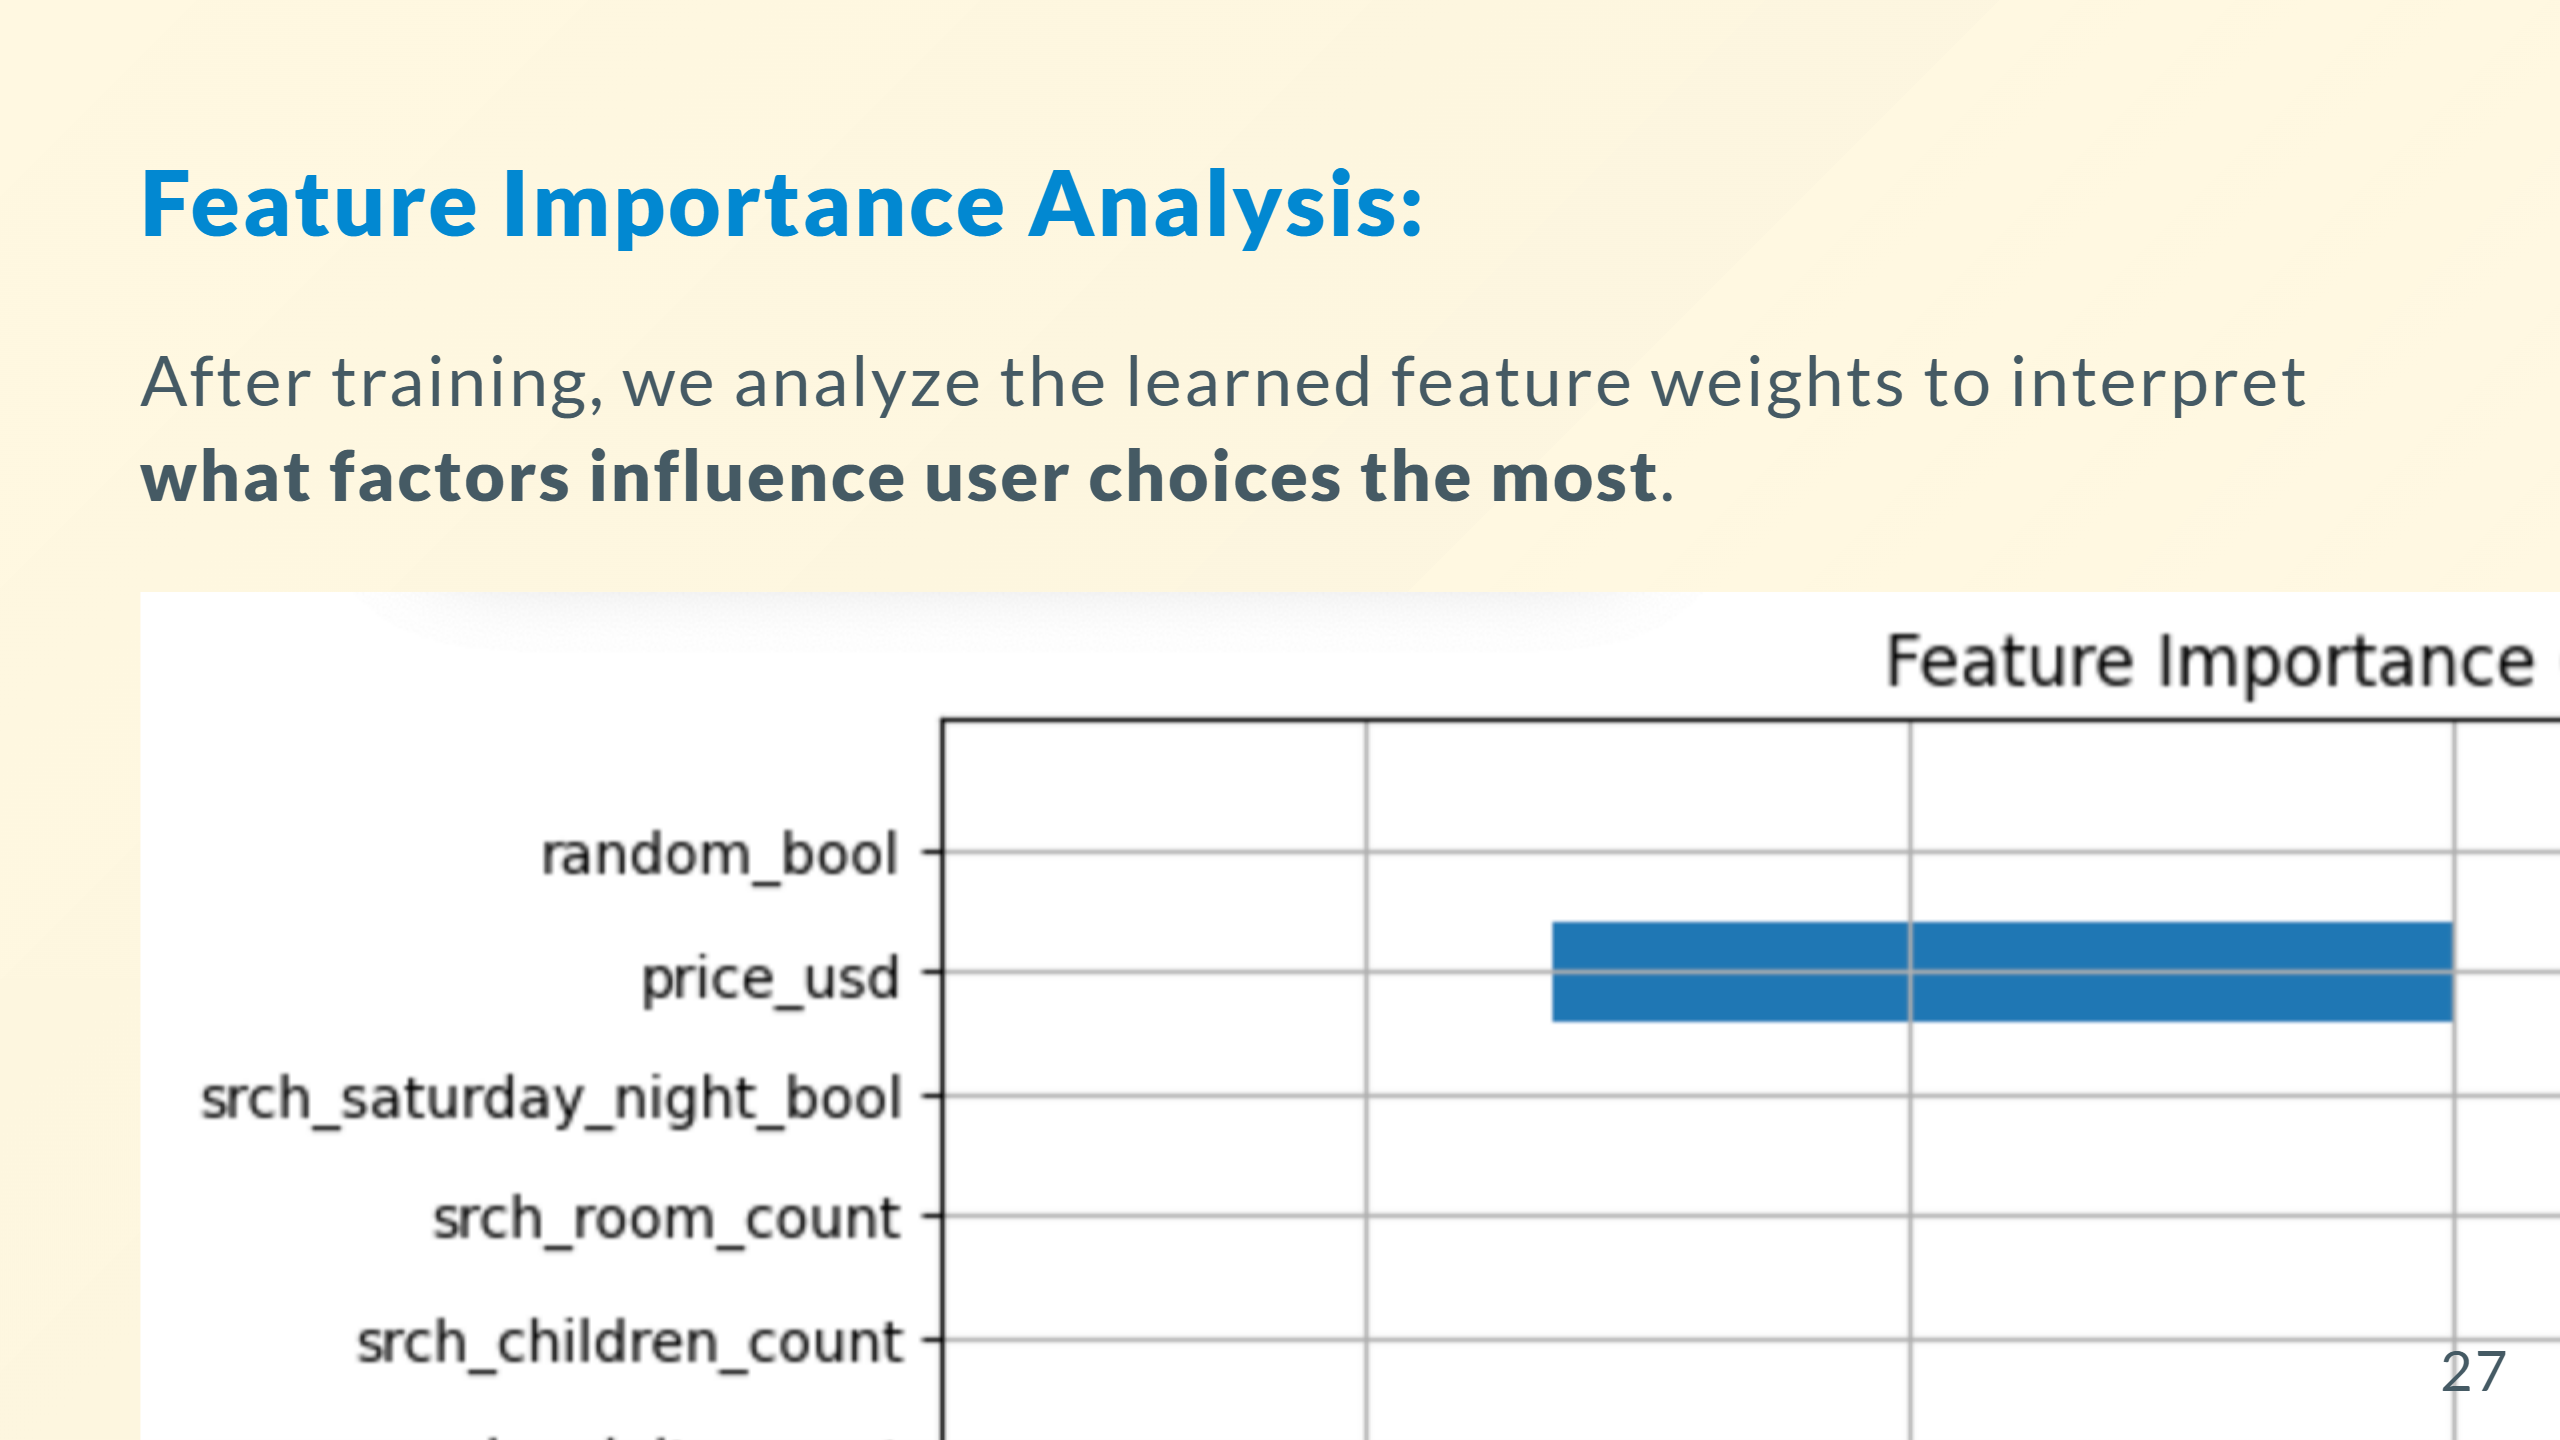 Feature Importance Analysis:
After training, we analyze the learned feature weights to interpret
what factors influence user choices the most.
Feature Importance
random_bool
price_usd
srch_saturday_night_bool
srch_room_count
srch_children_count
27